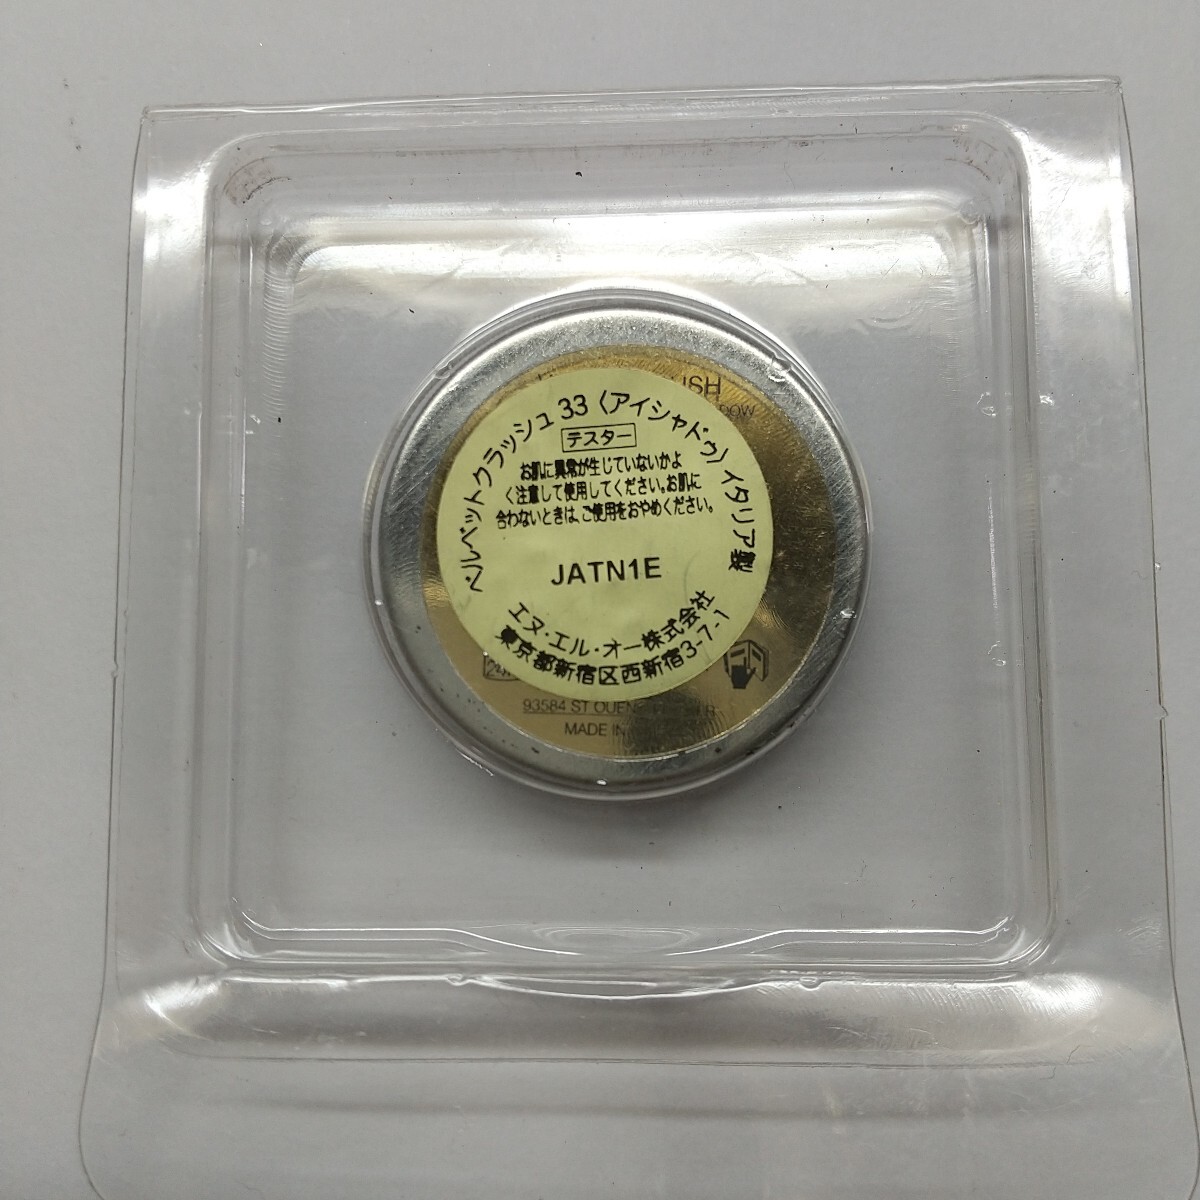 USH
DOW
ベルベットクラッシュ 33 〈アイシャドウ〉 イタリア製
テスター
お肌に異常が生じていないかよ
く注意して使用してください。お肌に
合わないときは、ご使用をおやめください。
JATN1E
エヌ・エル・オー株式会社
東京都新宿区西新宿3-7-1
93584 ST OUEN
MADE IN